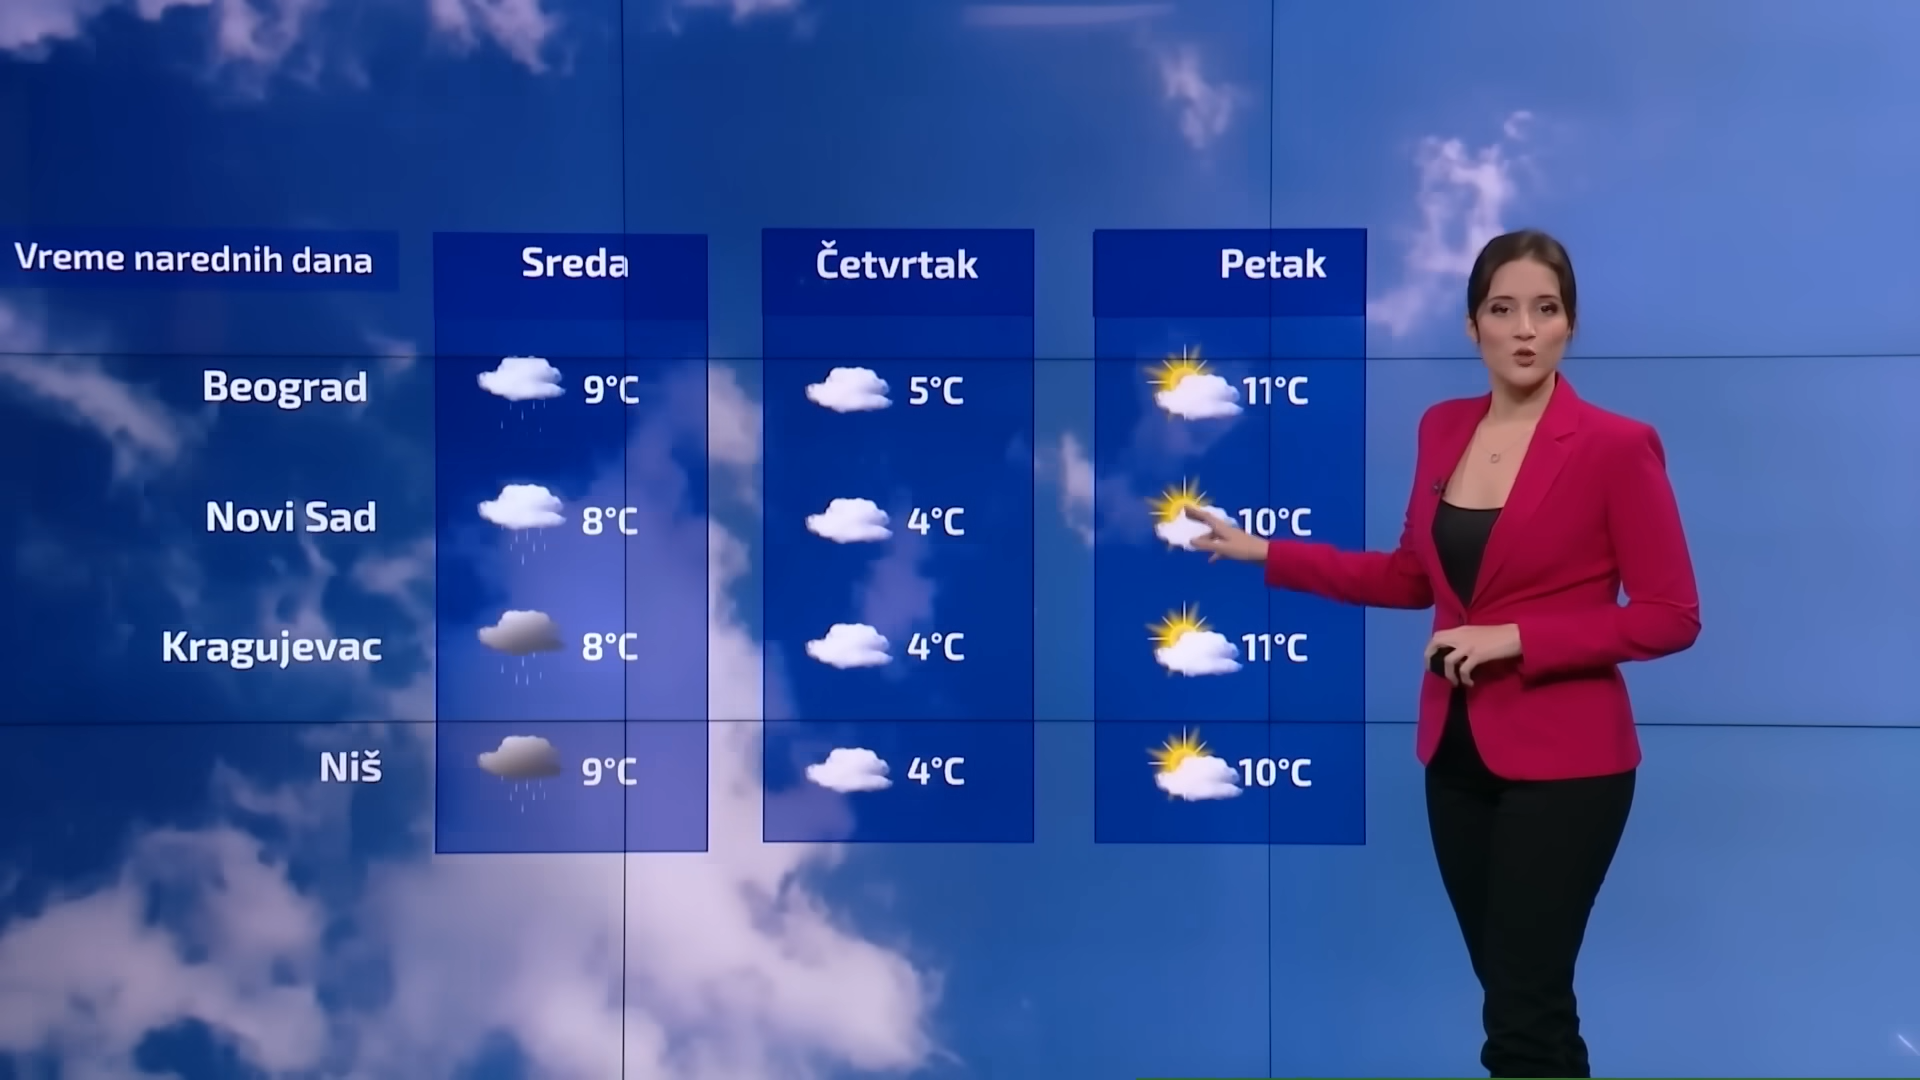 Vreme narednih dana Sreda Četvrtak Petak
Beograd 9°C 5°C 11°C
Novi Sad 8°C 4°C 10°C
Kragujevac 8°C 4°C 11°C
Niš 9°C 4°C 10°C